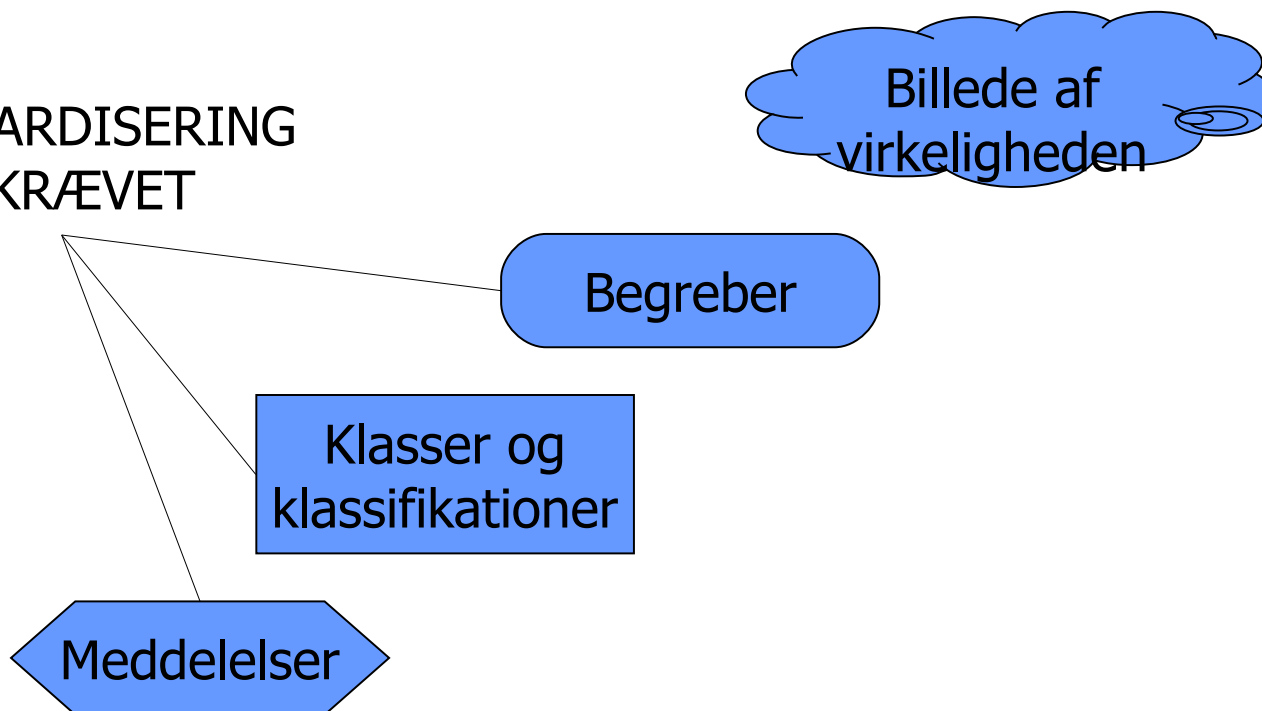 Billede af
virkeligheden
ARDISERING
KRÆVET
Begreber
Klasser og
klassifikationer
Meddelelser